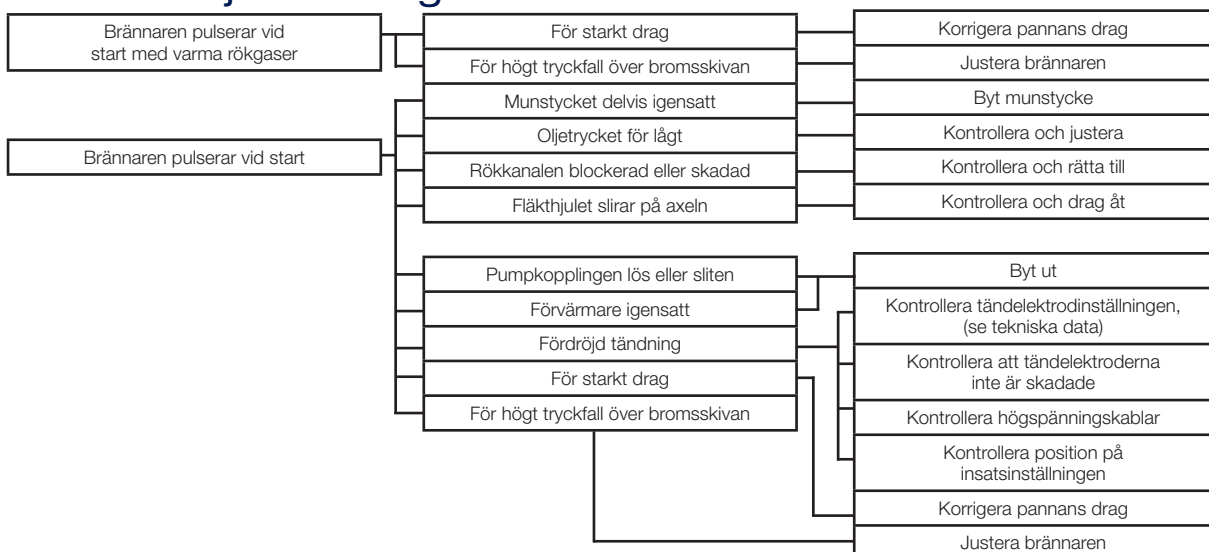 Brännaren pulserar vid
start med varma rökgaser
För starkt drag
Korrigera pannans drag
För högt tryckfall över bromsskivan
Justera brännaren
Munstycket delvis igensatt
Byt munstycke
Oljetrycket för lågt
Kontrollera och justera
Brännaren pulserar vid start
Rökkanalen blockerad eller skadad
Kontrollera och rätta till
Fläkthjulet slirar på axeln
Kontrollera och drag åt
Pumpkopplingen lös eller sliten
Byt ut
Förvärmare igensatt
Kontrollera tändelektrodinställningen,
(se tekniska data)
Fördröjd tändning
Kontrollera att tändelektroderna
inte är skadade
För starkt drag
Kontrollera högspänningskablar
För högt tryckfall över bromsskivan
Kontrollera position på
insatsinställningen
Korrigera pannans drag
Justera brännaren